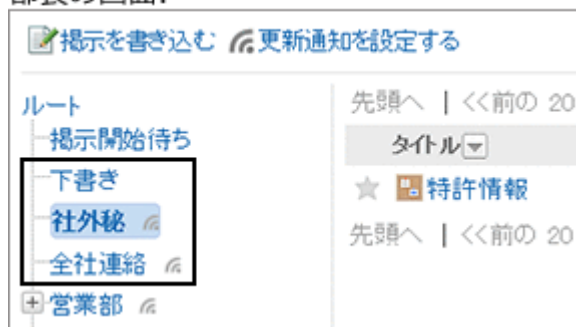 部長の画面:
掲示を書き込む 更新通知を設定する
ルート
掲示開始待ち
下書き
社外秘
全社連絡
営業部
先頭へ | <<前の 20
タイトル
特許情報
先頭へ | <<前の 20